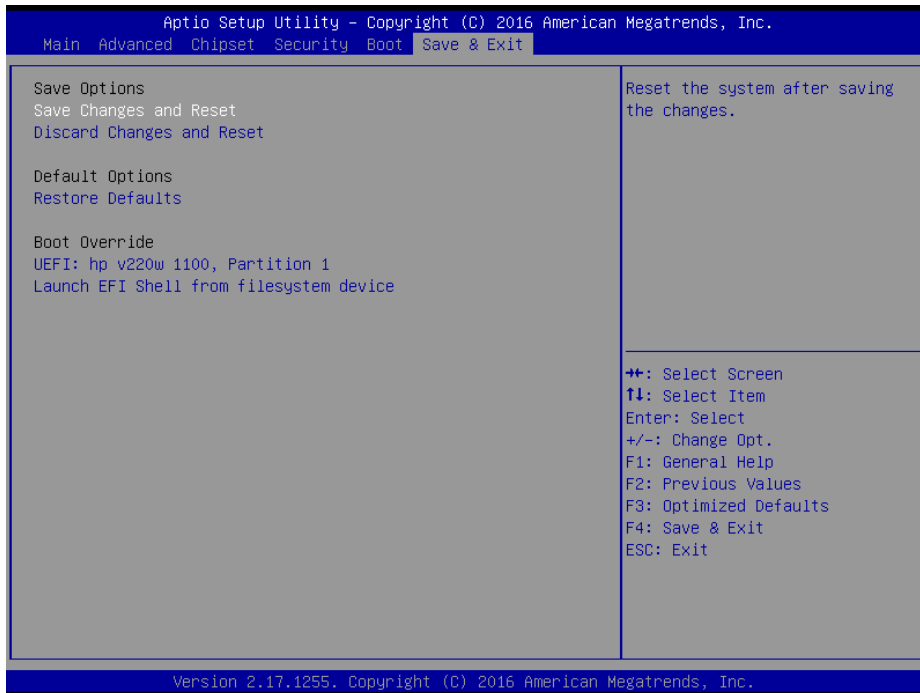 Aptio Setup Utility – Copyright (C) 2016 American Megatrends, Inc.
Main Advanced Chipset Security Boot Save & Exit
Save Options
Save Changes and Reset
Discard Changes and Reset
Default Options
Restore Defaults
Boot Override
UEFI: hp v220w 1100, Partition 1
Launch EFI Shell from filesystem device
Reset the system after saving
the changes.
→←: Select Screen
↑↓: Select Item
Enter: Select
+/-: Change Opt.
F1: General Help
F2: Previous Values
F3: Optimized Defaults
F4: Save & Exit
ESC: Exit
Version 2.17.1255. Copyright (C) 2016 American Megatrends, Inc.